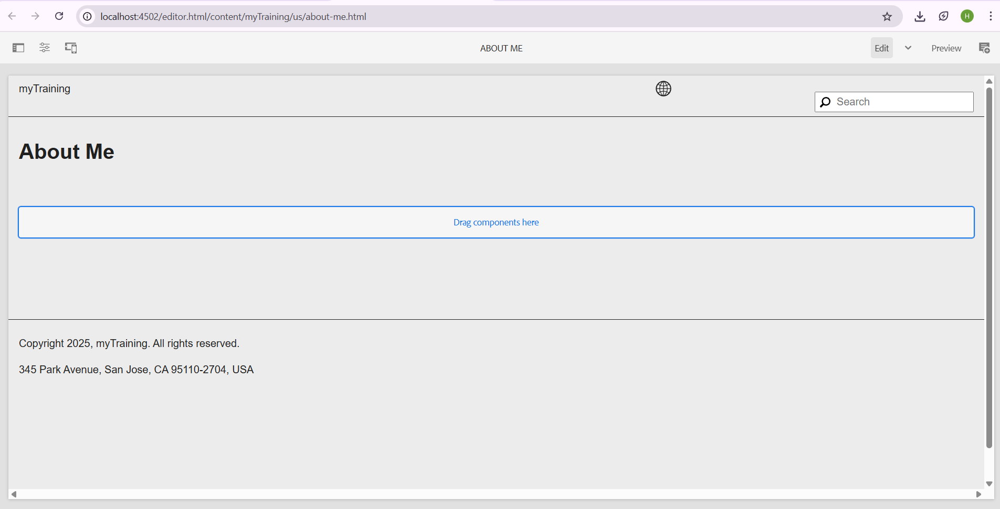 localhost:4502/editor.html/content/myTraining/us/about-me.html
H
ABOUT ME
Edit
Preview
myTraining
Search
About Me
Drag components here
Copyright 2025, myTraining. All rights reserved.
345 Park Avenue, San Jose, CA 95110-2704, USA